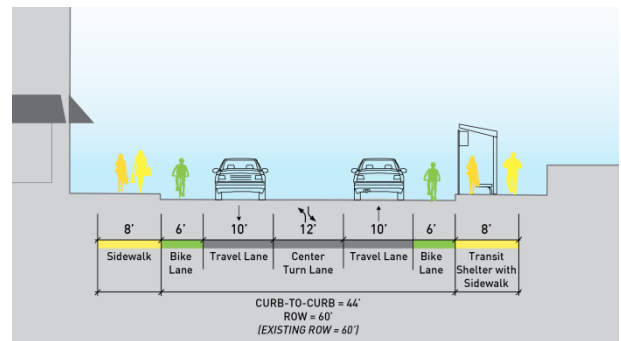 8' 6' 10' 12' 10' 6' 8'
Sidewalk Bike Lane Travel Lane Center Turn Lane Travel Lane Bike Lane Transit Shelter with Sidewalk
CURB-TO-CURB = 44'
ROW = 60'
(EXISTING ROW = 60')